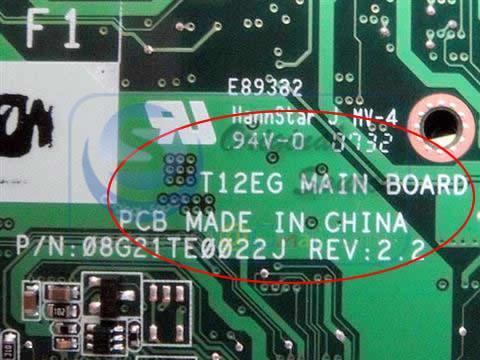 F1
E89382
HannStar J MV-4
94V-0 0732
T12EG MAIN BOARD
PCB MADE IN CHINA
P/N:08G21TE0022J REV:2.2